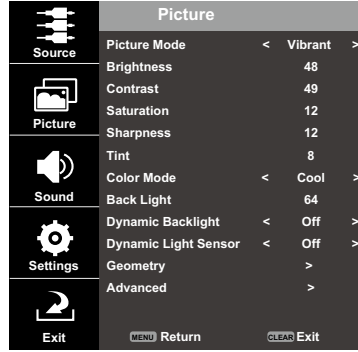 Picture
Source
Picture
Sound
Settings
Exit
Picture Mode < Vibrant >
Brightness 48
Contrast 49
Saturation 12
Sharpness 12
Tint 8
Color Mode < Cool >
Back Light 64
Dynamic Backlight < Off >
Dynamic Light Sensor < Off >
Geometry >
Advanced >
MENU Return CLEAR Exit